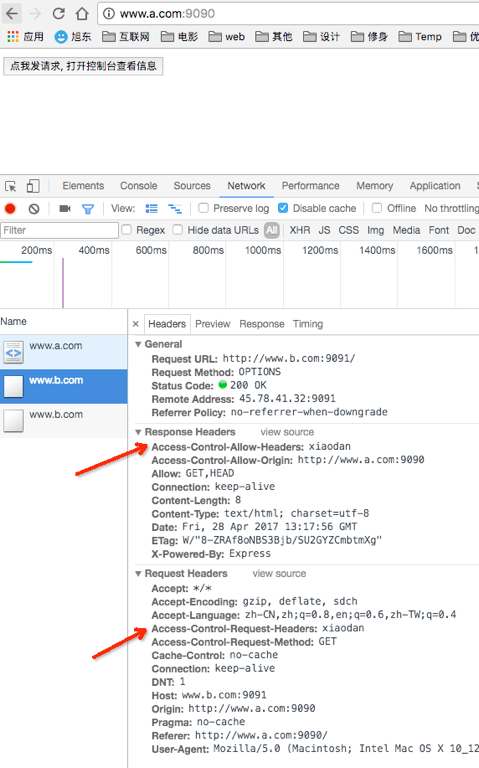 www.a.com:9090
应用 旭东 互联网 电影 web 其他 设计 修身 Temp
点我发请求, 打开控制台查看信息
Elements Console Sources Network Performance Memory Application
View: Preserve log Disable cache Offline No throttling
Filter Regex Hide data URLs All XHR JS CSS Img Media Font Doc
200ms 400ms 600ms 800ms 1000ms 1200ms 1400ms 1600ms
Name × Headers Preview Response Timing
www.a.com
www.b.com
www.b.com
▼ General
Request URL: http://www.b.com:9091/
Request Method: OPTIONS
Status Code: 200 OK
Remote Address: 45.78.41.32:9091
Referrer Policy: no-referrer-when-downgrade
▼ Response Headers view source
Access-Control-Allow-Headers: xiaodan
Access-Control-Allow-Origin: http://www.a.com:9090
Allow: GET,HEAD
Connection: keep-alive
Content-Length: 8
Content-Type: text/html; charset=utf-8
Date: Fri, 28 Apr 2017 13:17:56 GMT
ETag: W/"8-ZRAf8oNBS3Bjb/SU2GYZCmbtmXg"
X-Powered-By: Express
▼ Request Headers view source
Accept: */*
Accept-Encoding: gzip, deflate, sdch
Accept-Language: zh-CN,zh;q=0.8,en;q=0.6,zh-TW;q=0.4
Access-Control-Request-Headers: xiaodan
Access-Control-Request-Method: GET
Cache-Control: no-cache
Connection: keep-alive
DNT: 1
Host: www.b.com:9091
Origin: http://www.a.com:9090
Pragma: no-cache
Referer: http://www.a.com:9090/
User-Agent: Mozilla/5.0 (Macintosh; Intel Mac OS X 10_12